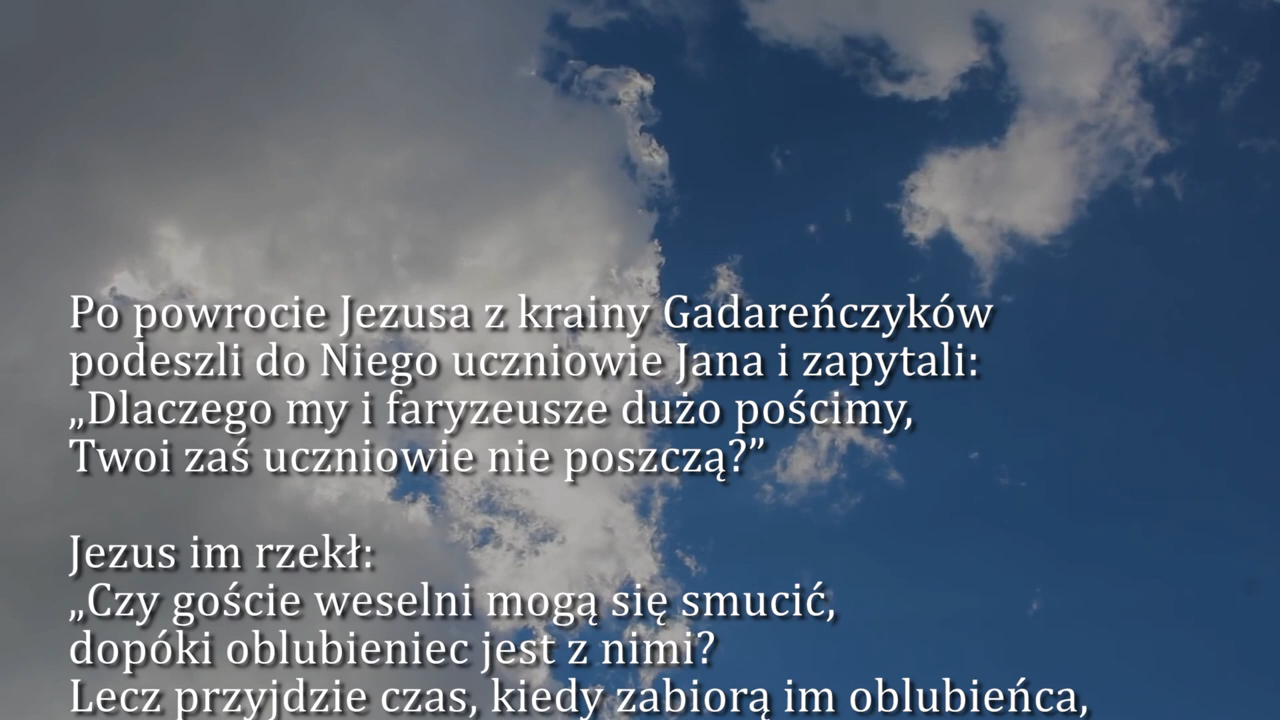 Po powrocie Jezusa z krainy Gadareńczyków
podeszli do Niego uczniowie Jana i zapytali:
„Dlaczego my i faryzeusze dużo pościmy,
Twoi zaś uczniowie nie poszczą?”
Jezus im rzekł:
„Czy goście weselni mogą się smucić,
dopóki oblubieniec jest z nimi?
Lecz przyjdzie czas, kiedy zabiorą im oblubieńca,